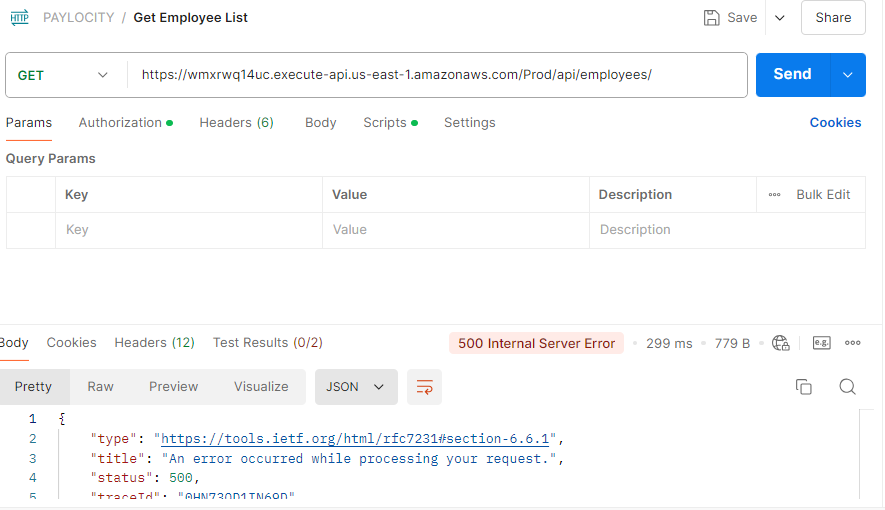 HTTP PAYLOCITY / Get Employee List Save Share
GET https://wmxrwq14uc.execute-api.us-east-1.amazonaws.com/Prod/api/employees/ Send
Params Authorization Headers (6) Body Scripts Settings Cookies
Query Params
Key Value Description Bulk Edit
Key Value Description
Body Cookies Headers (12) Test Results (0/2) 500 Internal Server Error 299 ms 779 B e.g.
Pretty Raw Preview Visualize JSON
1 {
2 "type": "https://tools.ietf.org/html/rfc7231#section-6.6.1",
3 "title": "An error occurred while processing your request.",
4 "status": 500,
5 "traceId":